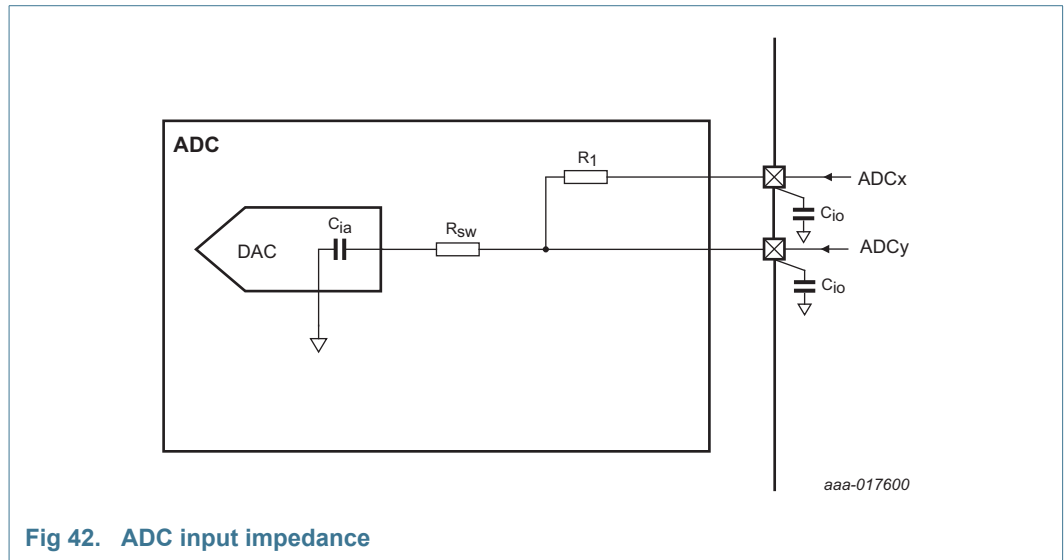 ADC
R1
ADCx
Cio
Cia
Rsw
DAC
ADCy
Cio
aaa-017600
Fig 42. ADC input impedance